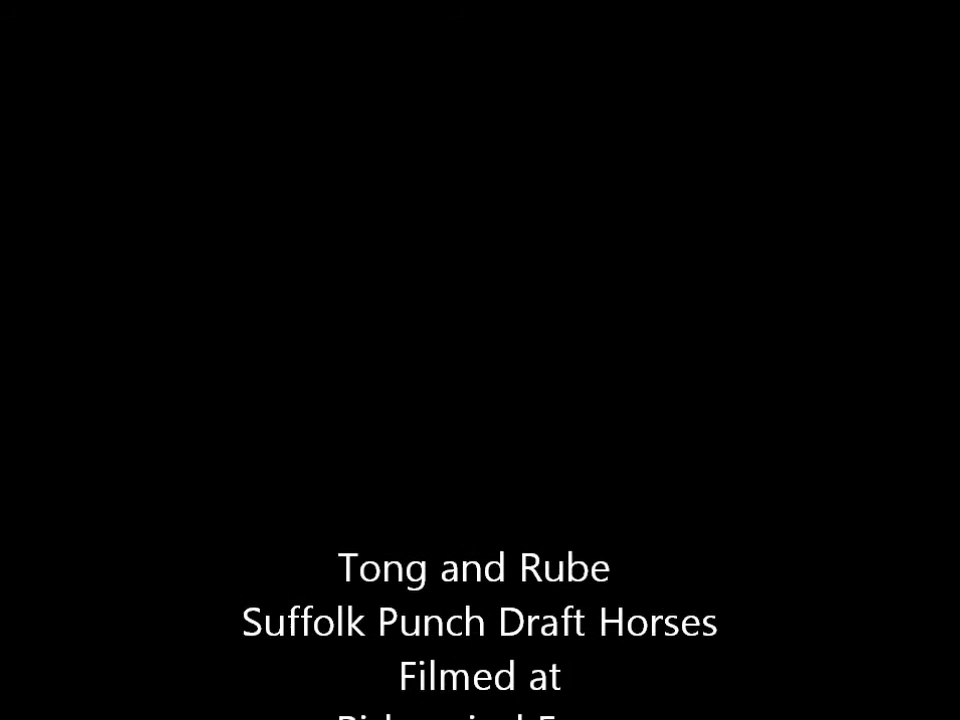 Tong and Rube
Suffolk Punch Draft Horses
Filmed at